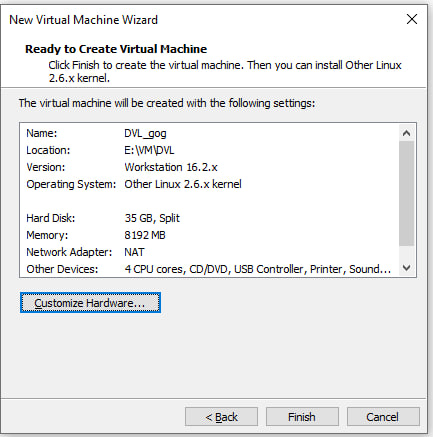 New Virtual Machine Wizard
Ready to Create Virtual Machine
Click Finish to create the virtual machine. Then you can install Other Linux
2.6.x kernel.
The virtual machine will be created with the following settings:
Name: DVL_gog
Location: E:\VM\DVL
Version: Workstation 16.2.x
Operating System: Other Linux 2.6.x kernel
Hard Disk: 35 GB, Split
Memory: 8192 MB
Network Adapter: NAT
Other Devices: 4 CPU cores, CD/DVD, USB Controller, Printer, Sound...
Customize Hardware...
< Back Finish Cancel